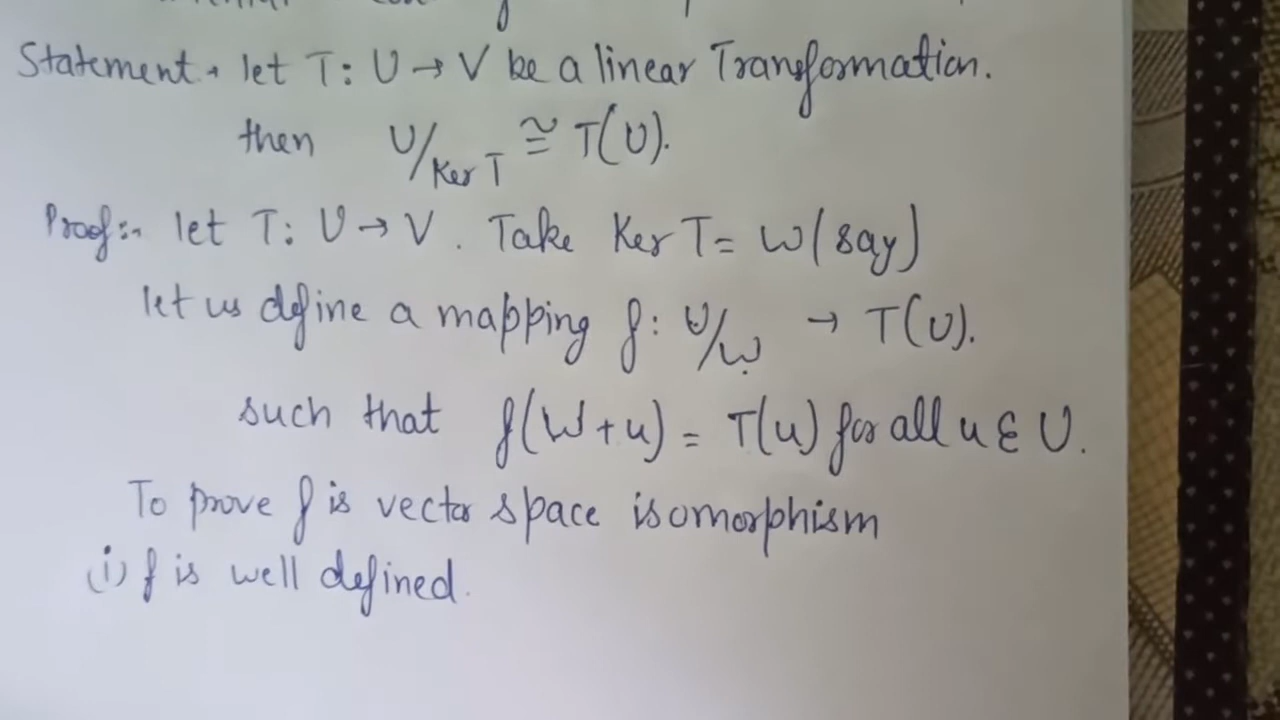 Statement. let T: U → V be a linear Transformation.
then U/Ker T ≅ T(U).
Proof:- let T: U → V. Take Ker T = W (say)
let us define a mapping f: U/W → T(U).
such that f(W+u) = T(u) for all u ε U.
To prove f is vector space isomorphism
(i) f is well defined.